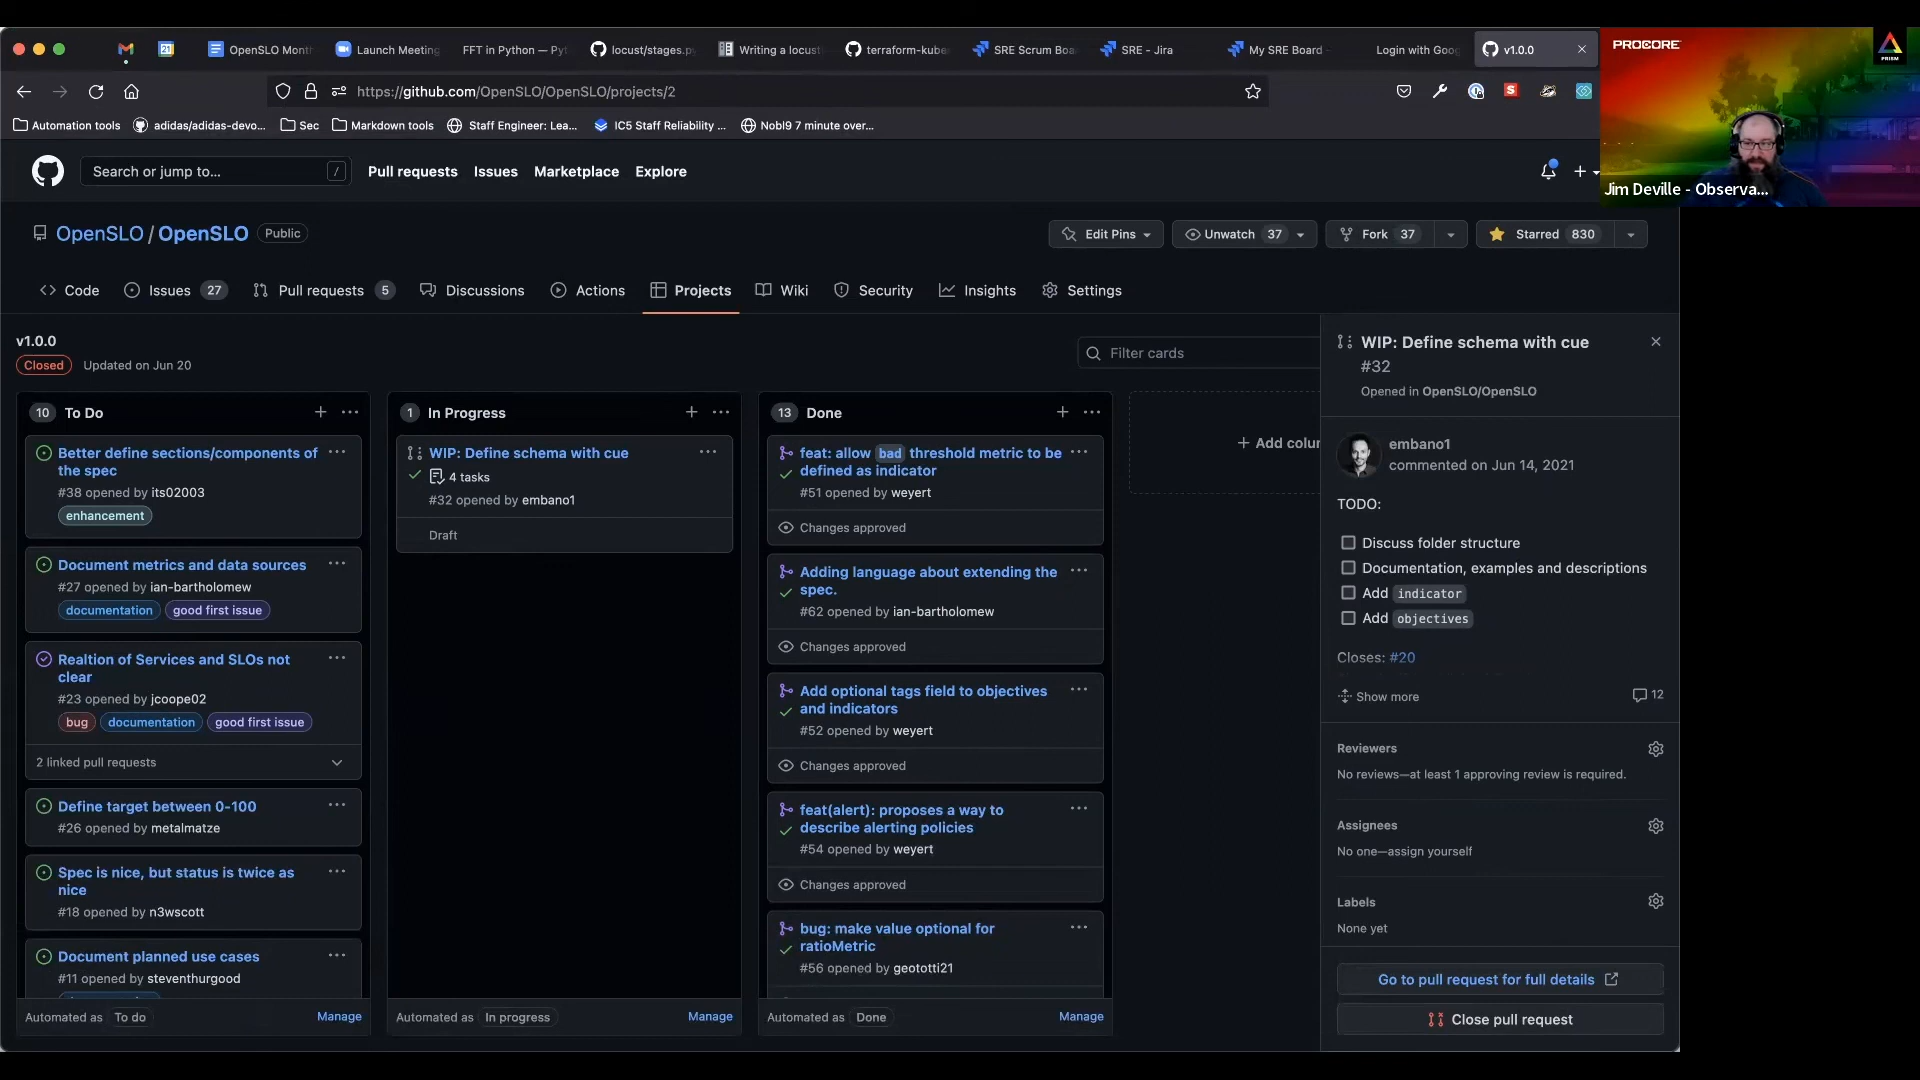 OpenSLO Mont
Launch Meeting
FFT in Python — Pyt
locust/stages.py
Writing a locust
terraform-kube
SRE Scrum Boa
SRE - Jira
My SRE Board -
Login with Goo
v1.0.0
https://github.com/OpenSLO/OpenSLO/projects/2
Automation tools
adidas/adidas-devo...
Sec
Markdown tools
Staff Engineer: Lea...
IC5 Staff Reliability ...
Nobl9 7 minute over...
PROCORE
PRISM
Jim Deville - Observa...
Search or jump to...
/
Pull requests
Issues
Marketplace
Explore
OpenSLO / OpenSLO
Public
Edit Pins
Unwatch 37
Fork 37
Starred 830
Code
Issues 27
Pull requests 5
Discussions
Actions
Projects
Wiki
Security
Insights
Settings
v1.0.0
Closed
Updated on Jun 20
Filter cards
10 To Do
Better define sections/components of
the spec
#38 opened by its02003
enhancement
Document metrics and data sources
#27 opened by ian-bartholomew
documentation
good first issue
Realtion of Services and SLOs not
clear
#23 opened by jcoope02
bug
documentation
good first issue
2 linked pull requests
Define target between 0-100
#26 opened by metalmatze
Spec is nice, but status is twice as
nice
#18 opened by n3wscott
Document planned use cases
#11 opened by steventhurgood
Automated as To do
Manage
1 In Progress
WIP: Define schema with cue
4 tasks
#32 opened by embano1
Draft
Automated as In progress
Manage
13 Done
feat: allow bad threshold metric to be
defined as indicator
#51 opened by weyert
Changes approved
Adding language about extending the
spec.
#62 opened by ian-bartholomew
Changes approved
Add optional tags field to objectives
and indicators
#52 opened by weyert
Changes approved
feat(alert): proposes a way to
describe alerting policies
#54 opened by weyert
Changes approved
bug: make value optional for
ratioMetric
#56 opened by geototti21
Automated as Done
Manage
+ Add colu
WIP: Define schema with cue
#32
Opened in OpenSLO/OpenSLO
embano1
commented on Jun 14, 2021
TODO:
Discuss folder structure
Documentation, examples and descriptions
Add indicator
Add objectives
Closes: #20
Show more
12
Reviewers
No reviews—at least 1 approving review is required.
Assignees
No one—assign yourself
Labels
None yet
Go to pull request for full details
Close pull request